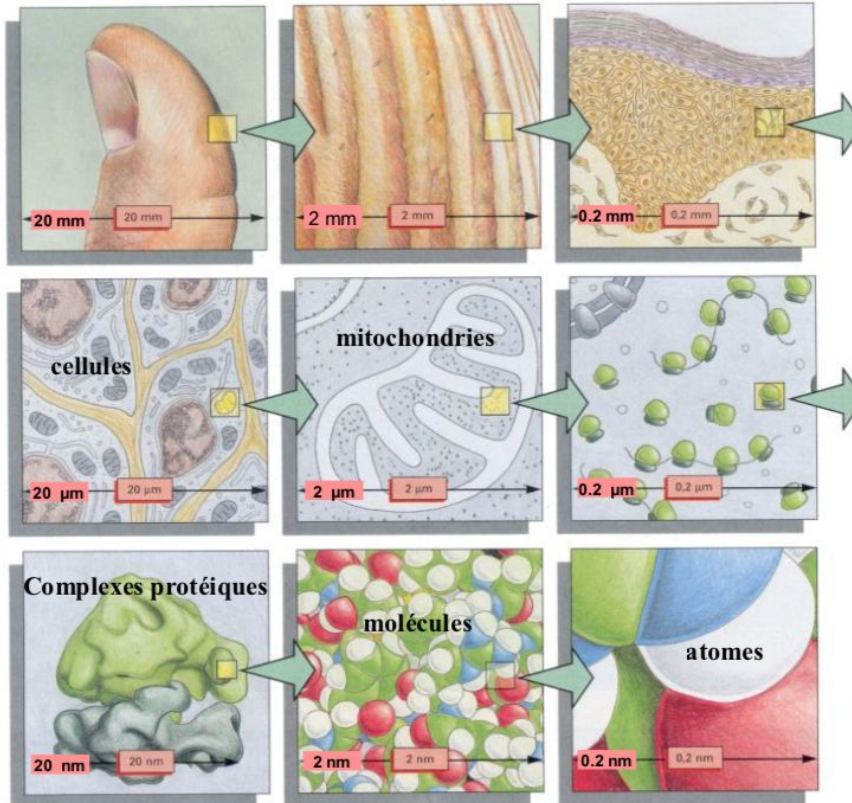 20 mm 20 mm
2 mm 2 mm
0.2 mm 0,2 mm
cellules
20 µm 20 µm
mitochondries
2 µm 2 µm
0.2 µm 0,2 µm
Complexes protéiques
20 nm 20 nm
molécules
2 nm 2 nm
atomes
0.2 nm 0,2 nm